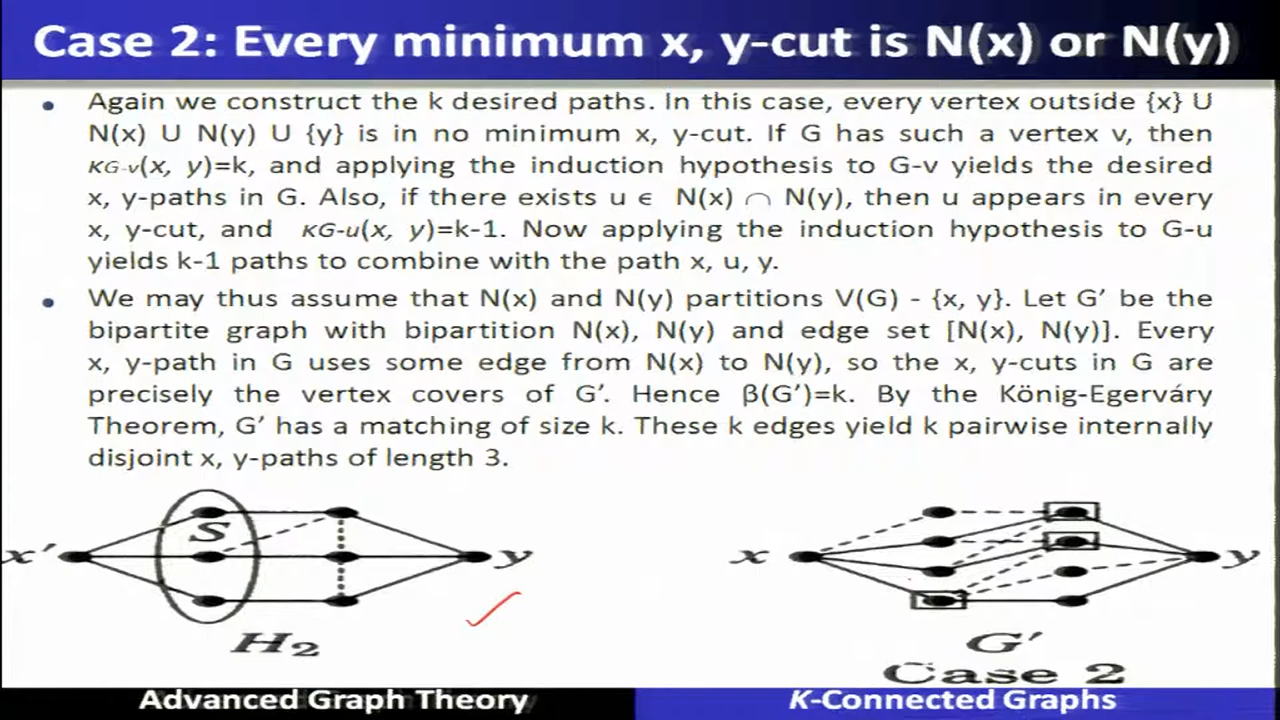 Case 2: Every minimum x, y-cut is N(x) or N(y)
• Again we construct the k desired paths. In this case, every vertex outside {x} U
N(x) U N(y) U {y} is in no minimum x, y-cut. If G has such a vertex v, then
κG-v(x, y)=k, and applying the induction hypothesis to G-v yields the desired
x, y-paths in G. Also, if there exists u ϵ N(x) ∩ N(y), then u appears in every
x, y-cut, and κG-u(x, y)=k-1. Now applying the induction hypothesis to G-u
yields k-1 paths to combine with the path x, u, y.
• We may thus assume that N(x) and N(y) partitions V(G) - {x, y}. Let G′ be the
bipartite graph with bipartition N(x), N(y) and edge set [N(x), N(y)]. Every
x, y-path in G uses some edge from N(x) to N(y), so the x, y-cuts in G are
precisely the vertex covers of G′. Hence β(G′)=k. By the König-Egerváry
Theorem, G′ has a matching of size k. These k edges yield k pairwise internally
disjoint x, y-paths of length 3.
S
x′ y x y
H2 G′
Case 2
Advanced Graph Theory K-Connected Graphs